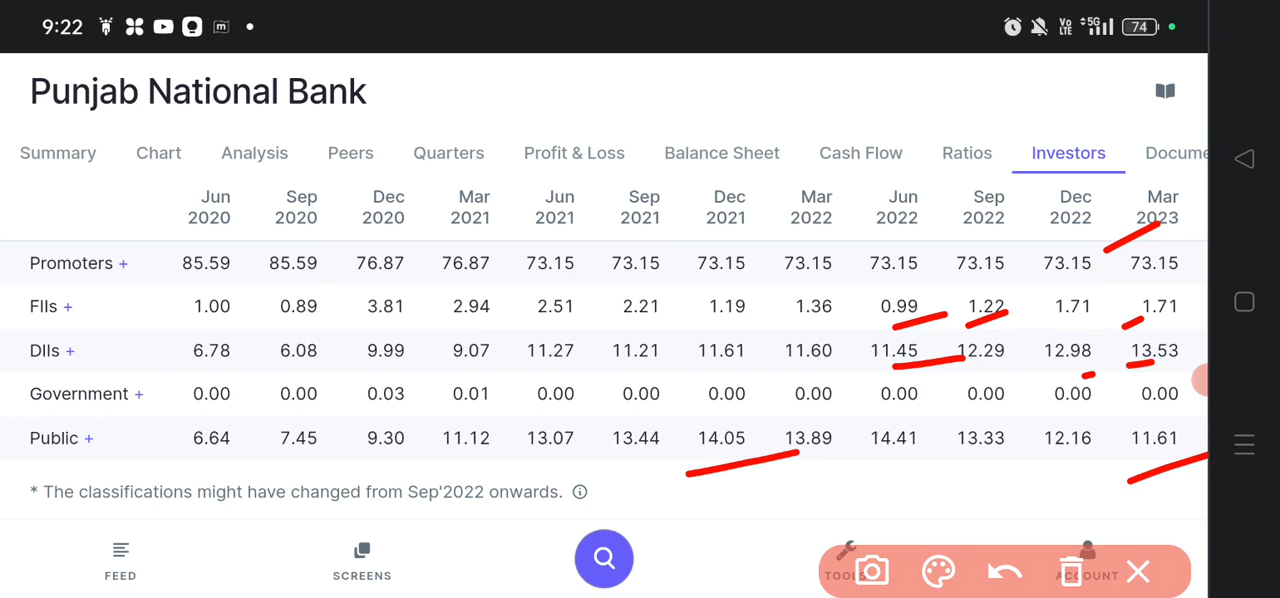 9:22 m Vo LTE 5G 74
Punjab National Bank
Summary Chart Analysis Peers Quarters Profit & Loss Balance Sheet Cash Flow Ratios Investors Docume
Jun 2020 Sep 2020 Dec 2020 Mar 2021 Jun 2021 Sep 2021 Dec 2021 Mar 2022 Jun 2022 Sep 2022 Dec 2022 Mar 2023
Promoters + 85.59 85.59 76.87 76.87 73.15 73.15 73.15 73.15 73.15 73.15 73.15 73.15
FIIs + 1.00 0.89 3.81 2.94 2.51 2.21 1.19 1.36 0.99 1.22 1.71 1.71
DIIs + 6.78 6.08 9.99 9.07 11.27 11.21 11.61 11.60 11.45 12.29 12.98 13.53
Government + 0.00 0.00 0.03 0.01 0.00 0.00 0.00 0.00 0.00 0.00 0.00 0.00
Public + 6.64 7.45 9.30 11.12 13.07 13.44 14.05 13.89 14.41 13.33 12.16 11.61
* The classifications might have changed from Sep'2022 onwards.
FEED SCREENS TOOLS ACCOUNT